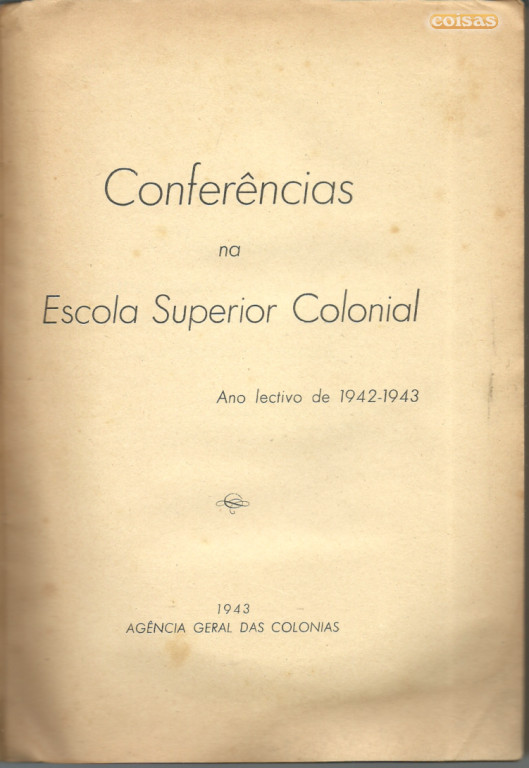 coisas
Conferências
na
Escola Superior Colonial
Ano lectivo de 1942-1943
1943
AGÊNCIA GERAL DAS COLONIAS